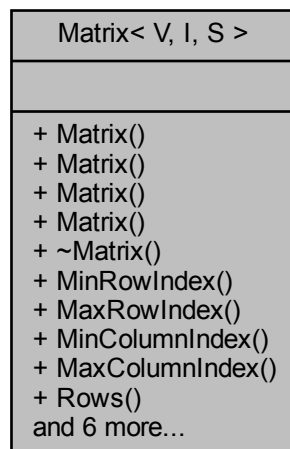 Matrix< V, I, S >
+ Matrix()
+ Matrix()
+ Matrix()
+ Matrix()
+ ~Matrix()
+ MinRowIndex()
+ MaxRowIndex()
+ MinColumnIndex()
+ MaxColumnIndex()
+ Rows()
and 6 more...